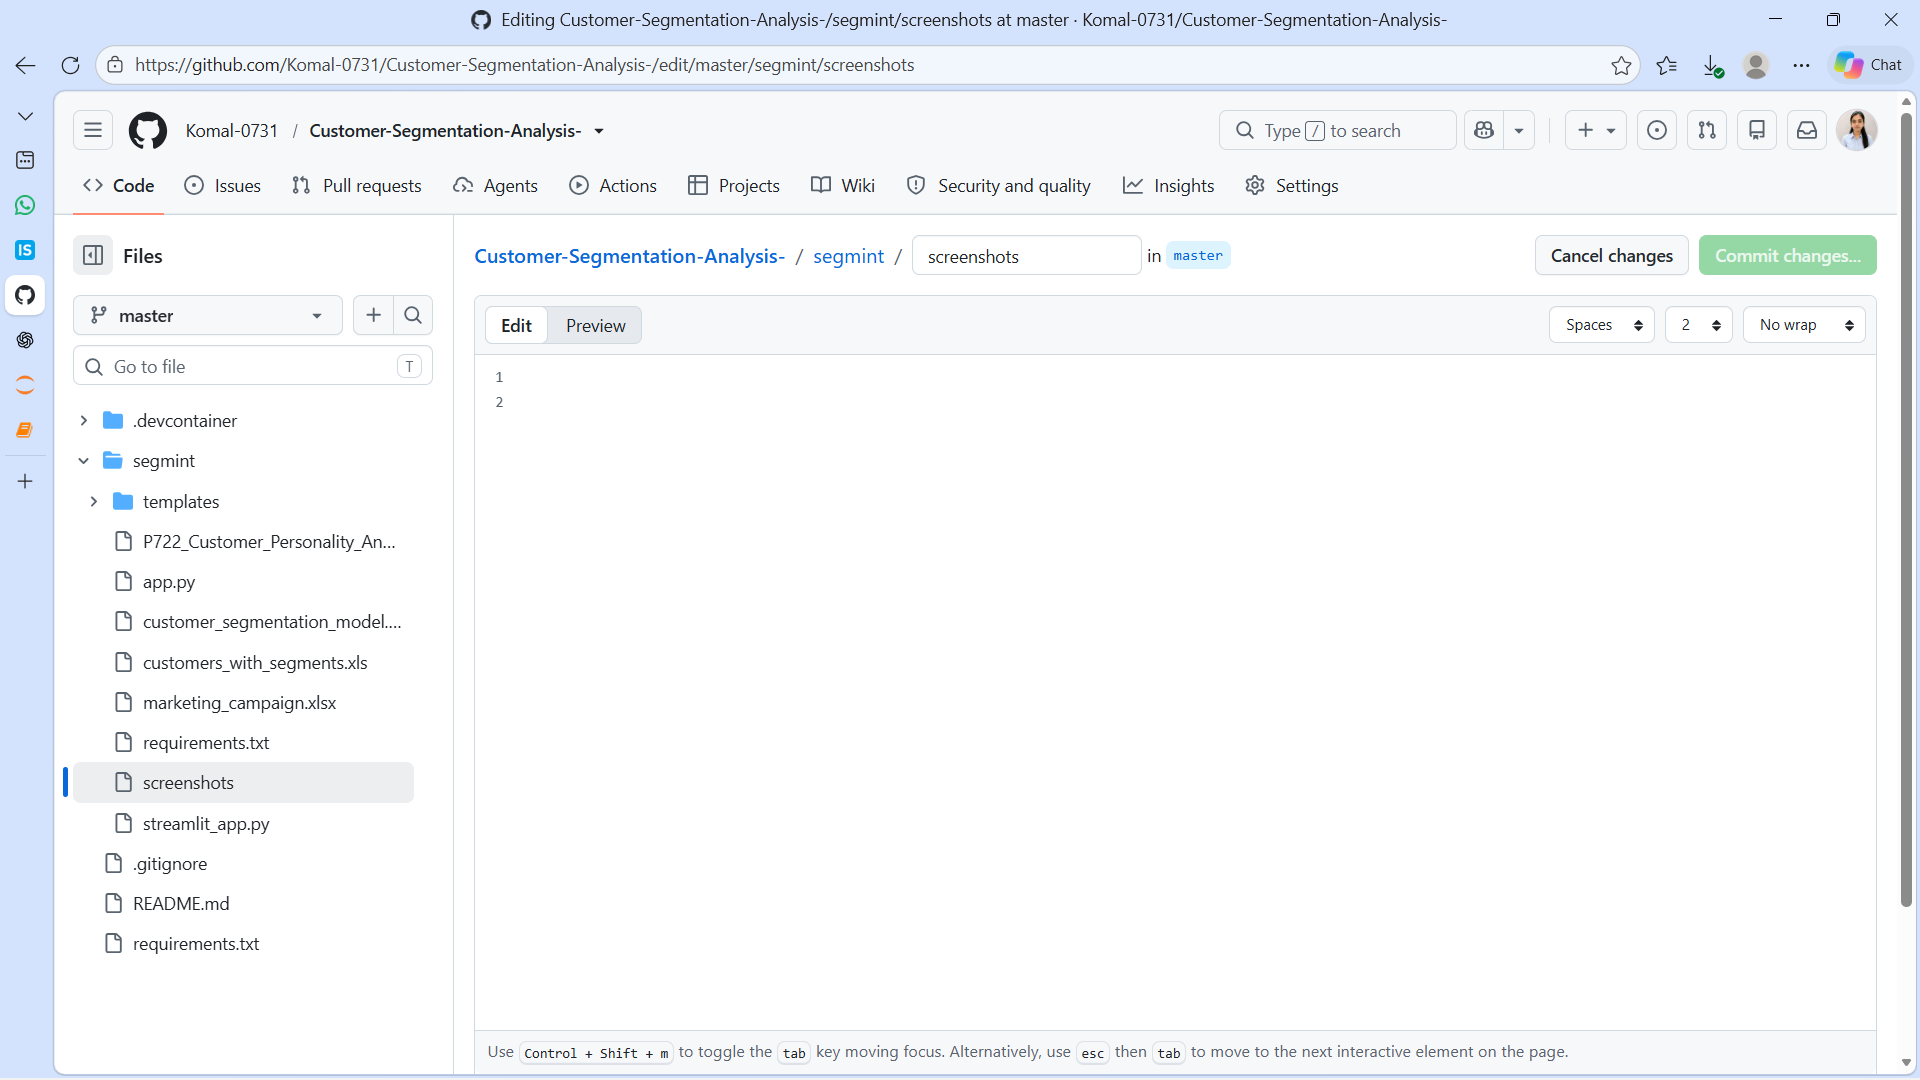 Editing Customer-Segmentation-Analysis-/segmint/screenshots at master · Komal-0731/Customer-Segmentation-Analysis-
https://github.com/Komal-0731/Customer-Segmentation-Analysis-/edit/master/segmint/screenshots
Chat
Komal-0731 / Customer-Segmentation-Analysis-
Type / to search
Code Issues Pull requests Agents Actions Projects Wiki Security and quality Insights Settings
IS
Files
Customer-Segmentation-Analysis- / segmint / screenshots in master
Cancel changes Commit changes...
master
Edit Preview
Spaces 2 No wrap
Go to file T
1
2
.devcontainer
segmint
templates
P722_Customer_Personality_An...
app.py
customer_segmentation_model....
customers_with_segments.xls
marketing_campaign.xlsx
requirements.txt
screenshots
streamlit_app.py
.gitignore
README.md
requirements.txt
Use Control + Shift + m to toggle the tab key moving focus. Alternatively, use esc then tab to move to the next interactive element on the page.